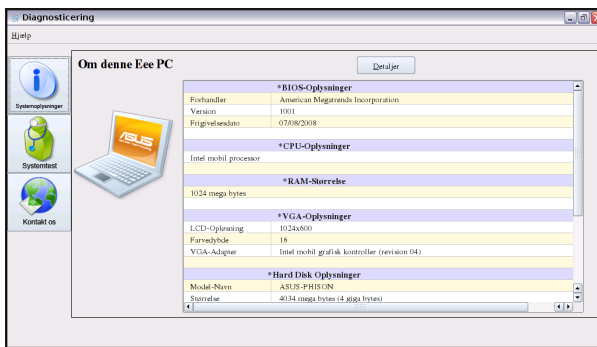 Diagnosticering
Hjælp
Systemoplysninger
Systemtest
Kontakt os
Om denne Eee PC
Detaljer
ASUS
*BIOS-Oplysninger
Forhandler American Megatrends Incorporation
Version 1001
Frigivelsesdato 07/08/2008
*CPU-Oplysninger
Intel mobil processor
*RAM-Størrelse
1024 mega bytes
*VGA-Oplysninger
LCD-Opløsning 1024x600
Farvedybde 16
VGA-Adapter Intel mobil grafisk kontroller (revision 04)
*Hard Disk Oplysninger
Model-Navn ASUS-PHISON
Størrelse 4034 mega bytes (4 giga bytes)